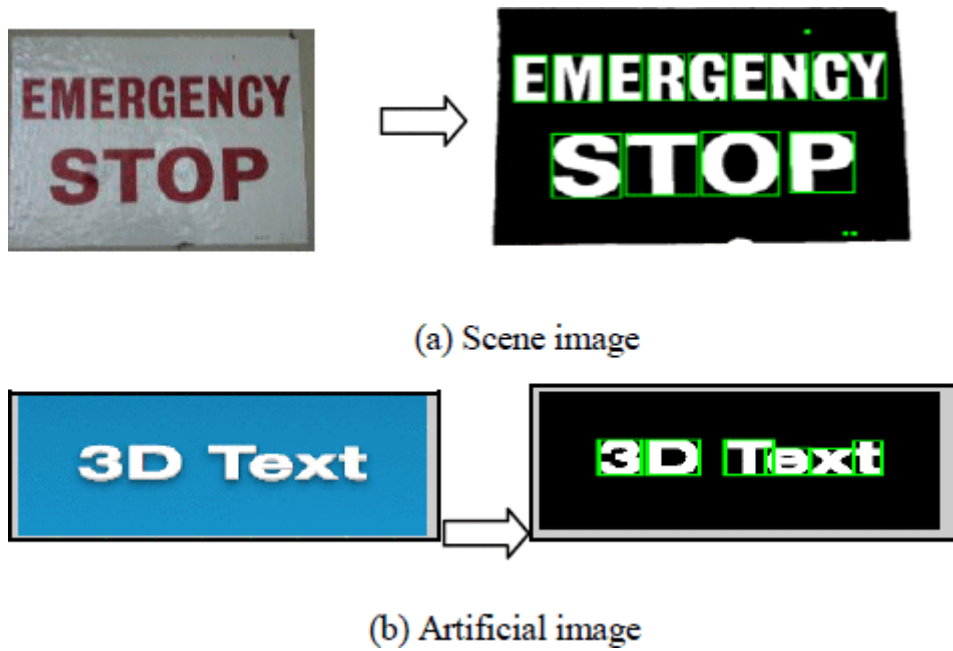 EMERGENCY EMERGENCY
STOP STOP
(a) Scene image
3D Text 3D Text
(b) Artificial image